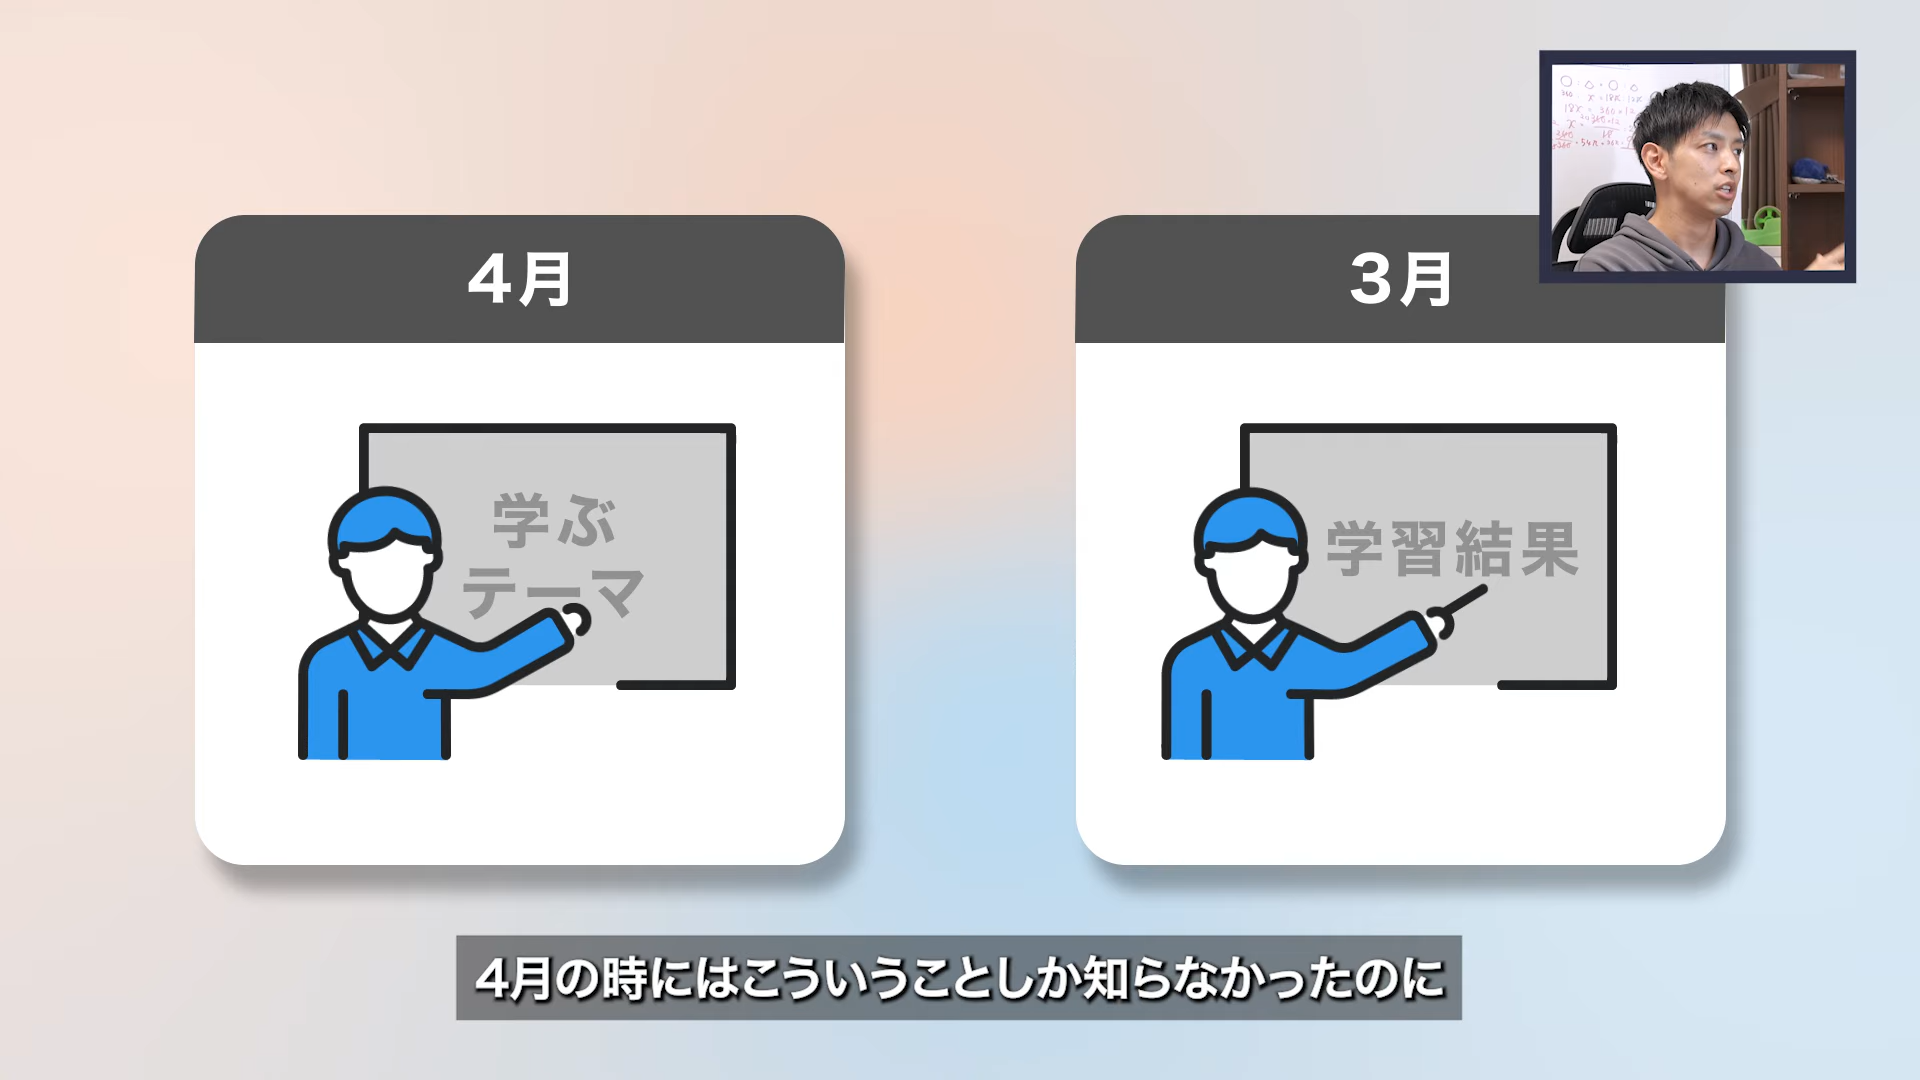 4月
学ぶ
テーマ
3月
学習結果
4月の時にはこういうことしか知らなかったのに